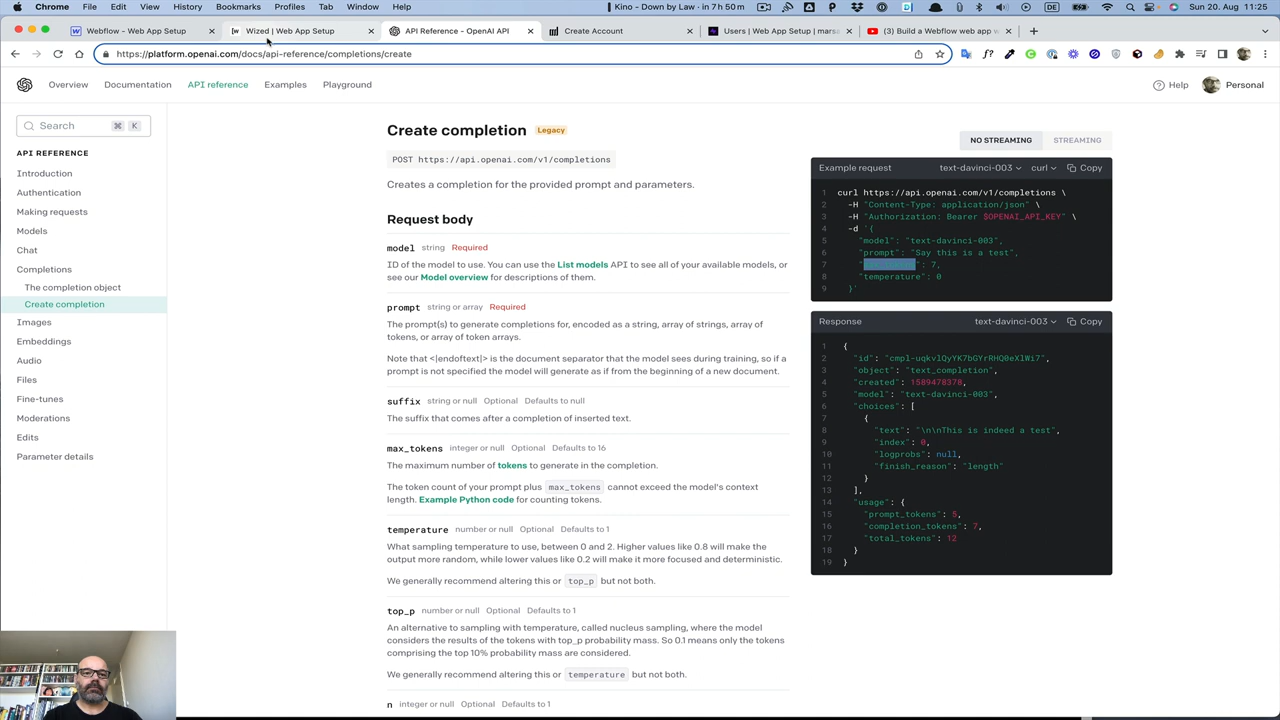 Chrome File Edit View History Bookmarks Profiles Tab Window Help Kino - Down by Law • in 7 h 50 m Sun 20. Aug 11:25
Webflow - Web App Setup Wized | Web App Setup API Reference - OpenAI API Create Account Users | Web App Setup | marsa (3) Build a Webflow web app w
https://platform.openai.com/docs/api-reference/completions/create
Overview Documentation API reference Examples Playground Help Personal
Search ⌘ K
API REFERENCE
Introduction
Authentication
Making requests
Models
Chat
Completions
The completion object
Create completion
Images
Embeddings
Audio
Files
Fine-tunes
Moderations
Edits
Parameter details
Create completion Legacy
POST https://api.openai.com/v1/completions
Creates a completion for the provided prompt and parameters.
Request body
model string Required
ID of the model to use. You can use the List models API to see all of your available models, or
see our Model overview for descriptions of them.
prompt string or array Required
The prompt(s) to generate completions for, encoded as a string, array of strings, array of
tokens, or array of token arrays.
Note that <|endoftext|> is the document separator that the model sees during training, so if a
prompt is not specified the model will generate as if from the beginning of a new document.
suffix string or null Optional Defaults to null
The suffix that comes after a completion of inserted text.
max_tokens integer or null Optional Defaults to 16
The maximum number of tokens to generate in the completion.
The token count of your prompt plus max_tokens cannot exceed the model's context
length. Example Python code for counting tokens.
temperature number or null Optional Defaults to 1
What sampling temperature to use, between 0 and 2. Higher values like 0.8 will make the
output more random, while lower values like 0.2 will make it more focused and deterministic.
We generally recommend altering this or top_p but not both.
top_p number or null Optional Defaults to 1
An alternative to sampling with temperature, called nucleus sampling, where the model
considers the results of the tokens with top_p probability mass. So 0.1 means only the tokens
comprising the top 10% probability mass are considered.
We generally recommend altering this or temperature but not both.
n integer or null Optional Defaults to 1
NO STREAMING STREAMING
Example request text-davinci-003 curl Copy
1 curl https://api.openai.com/v1/completions \
2 -H "Content-Type: application/json" \
3 -H "Authorization: Bearer $OPENAI_API_KEY" \
4 -d '{
5 "model": "text-davinci-003",
6 "prompt": "Say this is a test",
7 ": 7,
8 "temperature": 0
9 }'
Response text-davinci-003 Copy
1 {
2 "id": "cmpl-uqkvlQyYK7bGYrRHQ0eXlWi7",
3 "object": "text_completion",
4 "created": 1589478378,
5 "model": "text-davinci-003",
6 "choices": [
7 {
8 "text": "\n\nThis is indeed a test",
9 "index": 0,
10 "logprobs": null,
11 "finish_reason": "length"
12 }
13 ],
14 "usage": {
15 "prompt_tokens": 5,
16 "completion_tokens": 7,
17 "total_tokens": 12
18 }
19 }